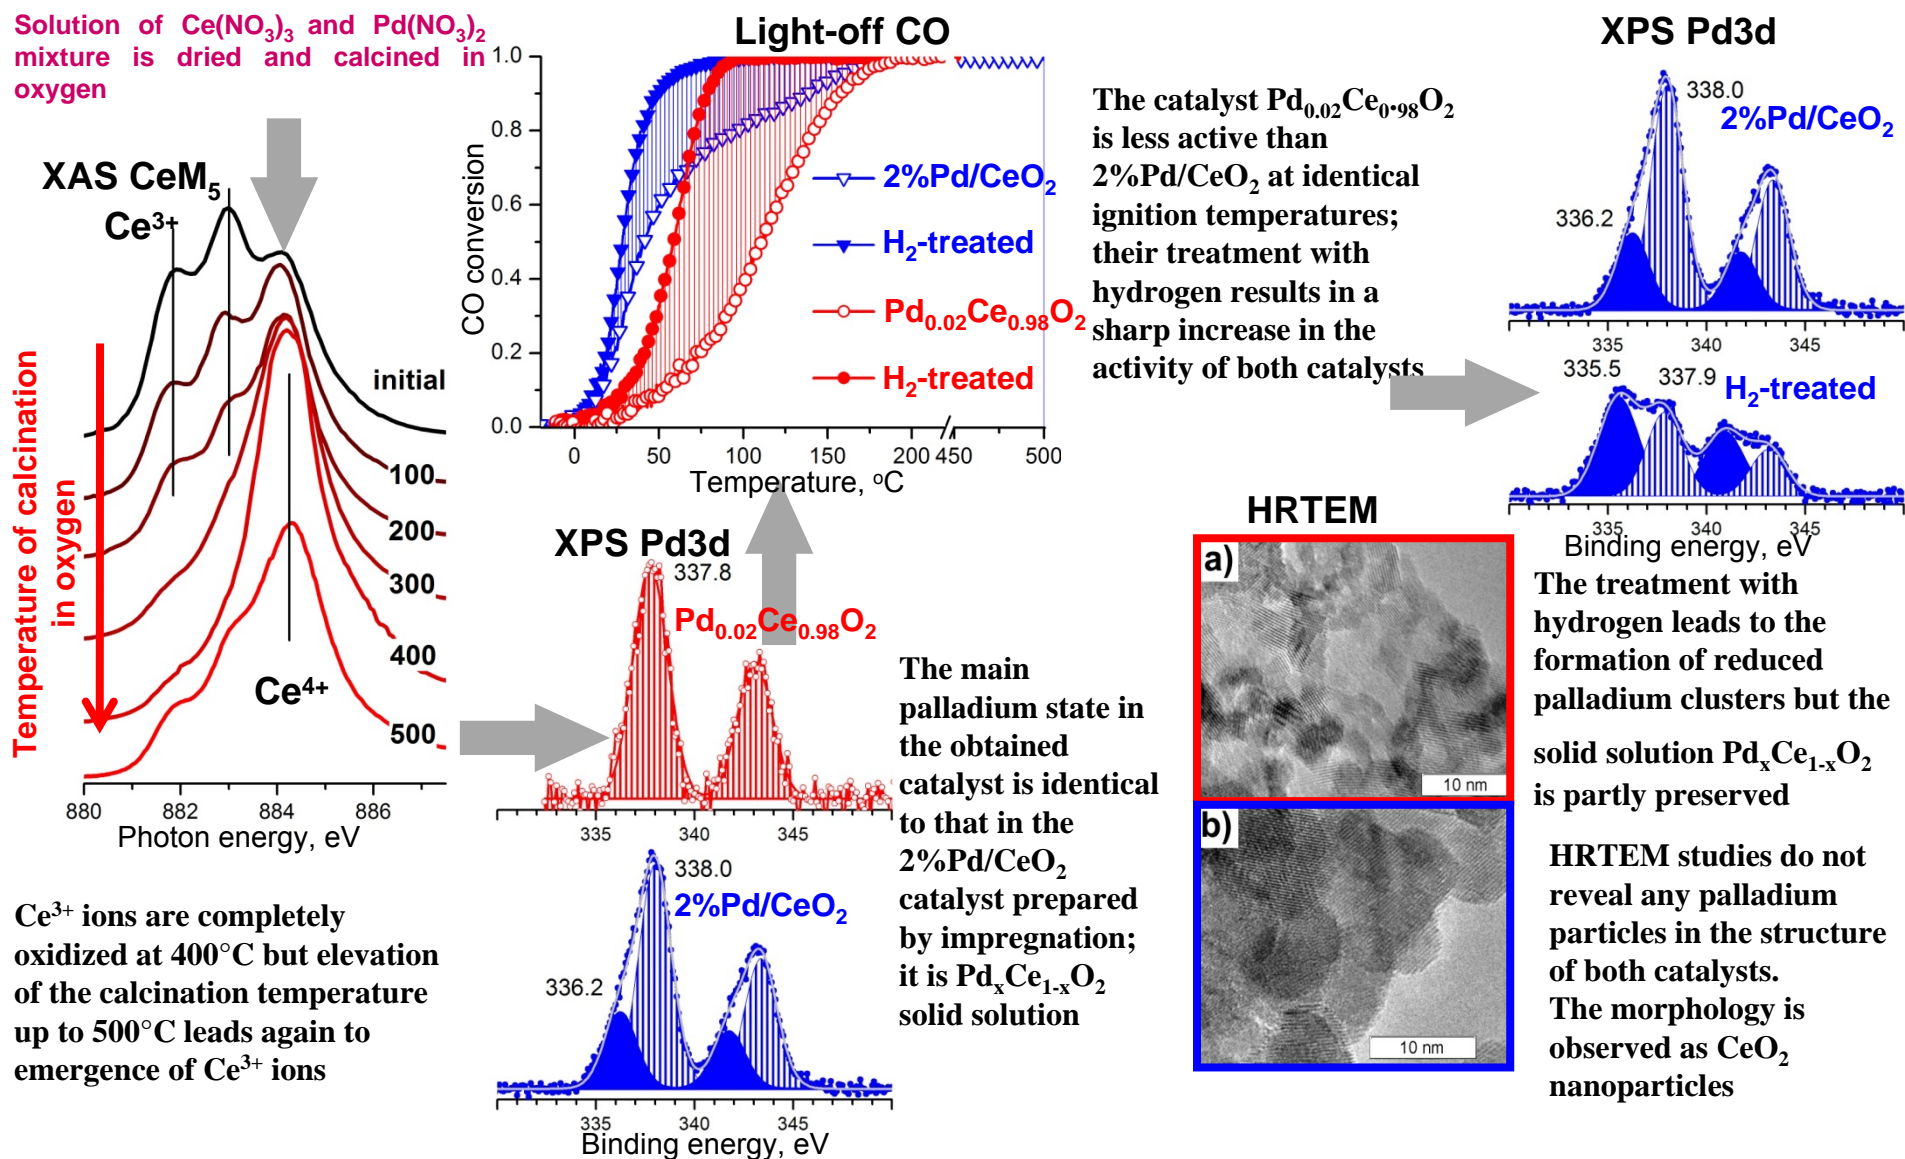 Solution of Ce(NO₃)₃ and Pd(NO₃)₂
mixture is dried and calcined in
oxygen
XAS CeM₅
Ce³⁺
initial
100
200
300
400
500
Ce⁴⁺
Temperature of calcination
in oxygen
880 882 884 886
Photon energy, eV
Ce³⁺ ions are completely
oxidized at 400°C but elevation
of the calcination temperature
up to 500°C leads again to
emergence of Ce³⁺ ions
Light-off CO
1.0
0.8
0.6
0.4
0.2
0.0
CO conversion
2%Pd/CeO₂
H₂-treated
Pd₀.₀₂Ce₀.₉₈O₂
H₂-treated
0 50 100 150 200 450 500
Temperature, °C
XPS Pd3d
337.8
Pd₀.₀₂Ce₀.₉₈O₂
335 340 345
338.0
2%Pd/CeO₂
336.2
335 340 345
Binding energy, eV
The main
palladium state in
the obtained
catalyst is identical
to that in the
2%Pd/CeO₂
catalyst prepared
by impregnation;
it is PdₓCe₁₋ₓO₂
solid solution
The catalyst Pd₀.₀₂Ce₀•₉₈O₂
is less active than
2%Pd/CeO₂ at identical
ignition temperatures;
their treatment with
hydrogen results in a
sharp increase in the
activity of both catalysts
XPS Pd3d
338.0
2%Pd/CeO₂
336.2
335 340 345
335.5
337.9
H₂-treated
335 340 345
Binding energy, eV
HRTEM
a)
10 nm
b)
10 nm
The treatment with
hydrogen leads to the
formation of reduced
palladium clusters but the
solid solution PdₓCe₁₋ₓO₂
is partly preserved
HRTEM studies do not
reveal any palladium
particles in the structure
of both catalysts.
The morphology is
observed as CeO₂
nanoparticles